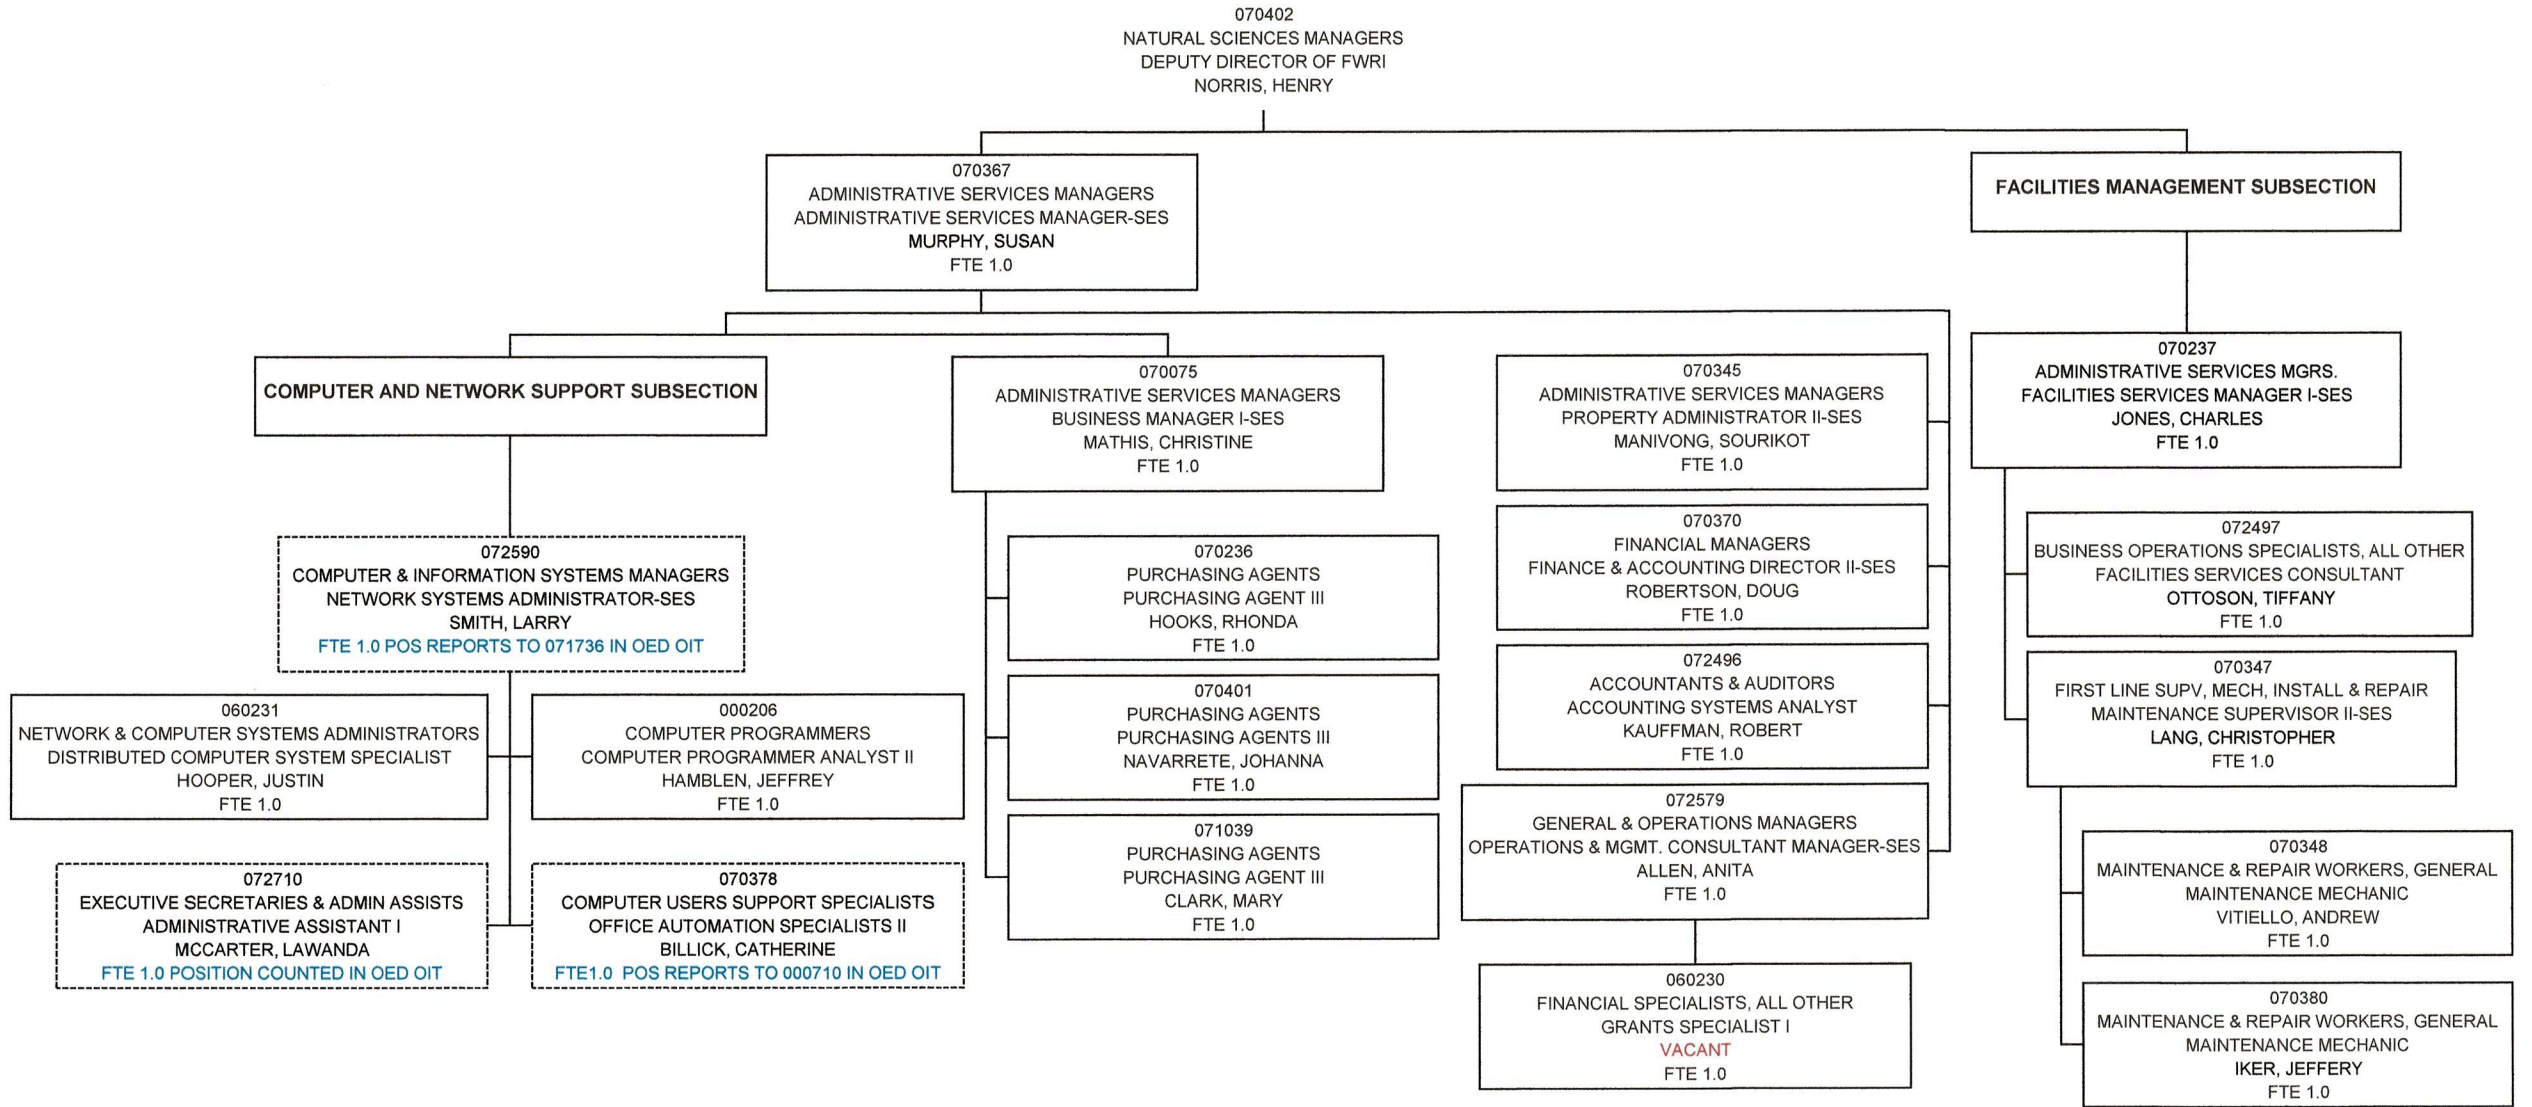 070402
NATURAL SCIENCES MANAGERS
DEPUTY DIRECTOR OF FWRI
NORRIS, HENRY
070367
ADMINISTRATIVE SERVICES MANAGERS
ADMINISTRATIVE SERVICES MANAGER-SES
MURPHY, SUSAN
FTE 1.0
FACILITIES MANAGEMENT SUBSECTION
COMPUTER AND NETWORK SUPPORT SUBSECTION
070075
ADMINISTRATIVE SERVICES MANAGERS
BUSINESS MANAGER I-SES
MATHIS, CHRISTINE
FTE 1.0
070345
ADMINISTRATIVE SERVICES MANAGERS
PROPERTY ADMINISTRATOR II-SES
MANIVONG, SOURIKOT
FTE 1.0
070237
ADMINISTRATIVE SERVICES MGRS.
FACILITIES SERVICES MANAGER I-SES
JONES, CHARLES
FTE 1.0
072590
COMPUTER & INFORMATION SYSTEMS MANAGERS
NETWORK SYSTEMS ADMINISTRATOR-SES
SMITH, LARRY
FTE 1.0 POS REPORTS TO 071736 IN OED OIT
070236
PURCHASING AGENTS
PURCHASING AGENT III
HOOKS, RHONDA
FTE 1.0
070370
FINANCIAL MANAGERS
FINANCE & ACCOUNTING DIRECTOR II-SES
ROBERTSON, DOUG
FTE 1.0
072497
BUSINESS OPERATIONS SPECIALISTS, ALL OTHER
FACILITIES SERVICES CONSULTANT
OTTOSON, TIFFANY
FTE 1.0
060231
NETWORK & COMPUTER SYSTEMS ADMINISTRATORS
DISTRIBUTED COMPUTER SYSTEM SPECIALIST
HOOPER, JUSTIN
FTE 1.0
000206
COMPUTER PROGRAMMERS
COMPUTER PROGRAMMER ANALYST II
HAMBLEN, JEFFREY
FTE 1.0
070401
PURCHASING AGENTS
PURCHASING AGENTS III
NAVARRETE, JOHANNA
FTE 1.0
072496
ACCOUNTANTS & AUDITORS
ACCOUNTING SYSTEMS ANALYST
KAUFFMAN, ROBERT
FTE 1.0
070347
FIRST LINE SUPV, MECH, INSTALL & REPAIR
MAINTENANCE SUPERVISOR II-SES
LANG, CHRISTOPHER
FTE 1.0
072710
EXECUTIVE SECRETARIES & ADMIN ASSISTS
ADMINISTRATIVE ASSISTANT I
MCCARTER, LAWANDA
FTE 1.0 POSITION COUNTED IN OED OIT
070378
COMPUTER USERS SUPPORT SPECIALISTS
OFFICE AUTOMATION SPECIALISTS II
BILLICK, CATHERINE
FTE1.0 POS REPORTS TO 000710 IN OED OIT
071039
PURCHASING AGENTS
PURCHASING AGENT III
CLARK, MARY
FTE 1.0
072579
GENERAL & OPERATIONS MANAGERS
OPERATIONS & MGMT. CONSULTANT MANAGER-SES
ALLEN, ANITA
FTE 1.0
070348
MAINTENANCE & REPAIR WORKERS, GENERAL
MAINTENANCE MECHANIC
VITIELLO, ANDREW
FTE 1.0
060230
FINANCIAL SPECIALISTS, ALL OTHER
GRANTS SPECIALIST I
VACANT
FTE 1.0
070380
MAINTENANCE & REPAIR WORKERS, GENERAL
MAINTENANCE MECHANIC
IKER, JEFFERY
FTE 1.0